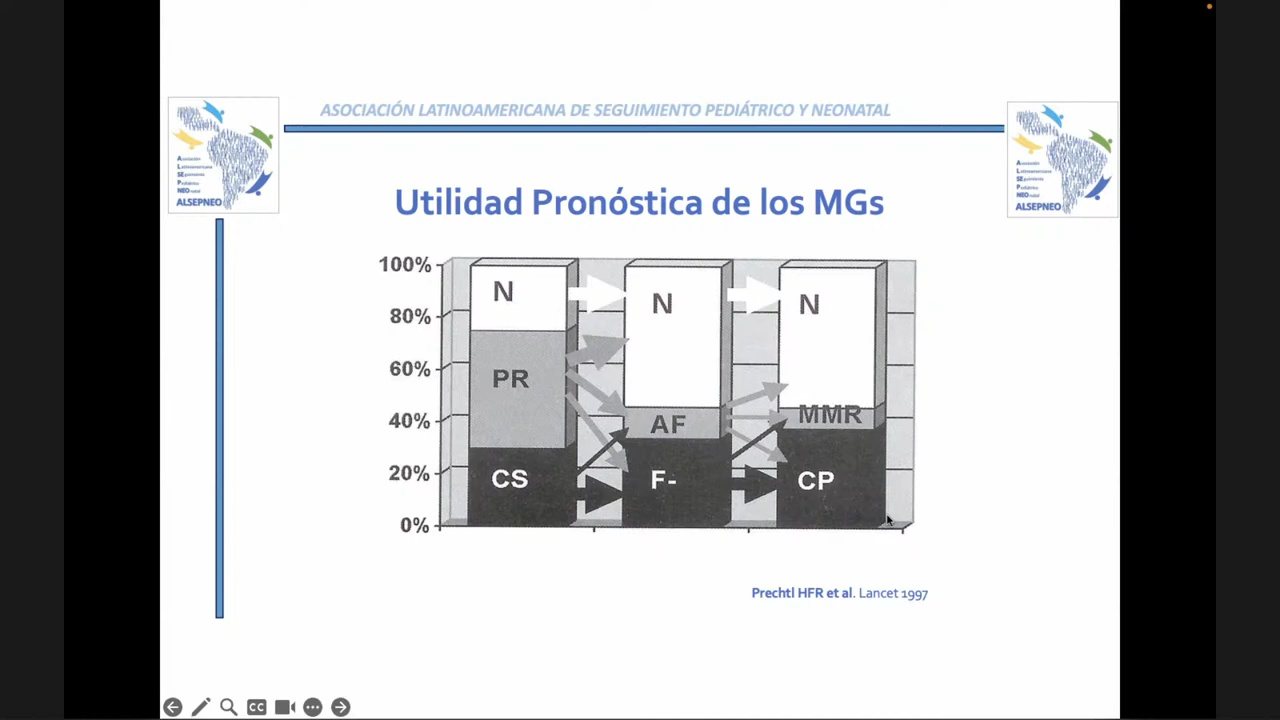 ASOCIACIÓN LATINOAMERICANA DE SEGUIMIENTO PEDIÁTRICO Y NEONATAL
Asociación
Latinoamericana
SEguimiento
Pediátrico
NEOnatal
ALSEPNEO
Asociación
Latinoamericana
SEguimiento
Pediátrico
NEOnatal
ALSEPNEO
Utilidad Pronóstica de los MGs
100%
80%
60%
40%
20%
0%
N
PR
CS
N
AF
F-
N
MMR
CP
Prechtl HFR et al. Lancet 1997
CC